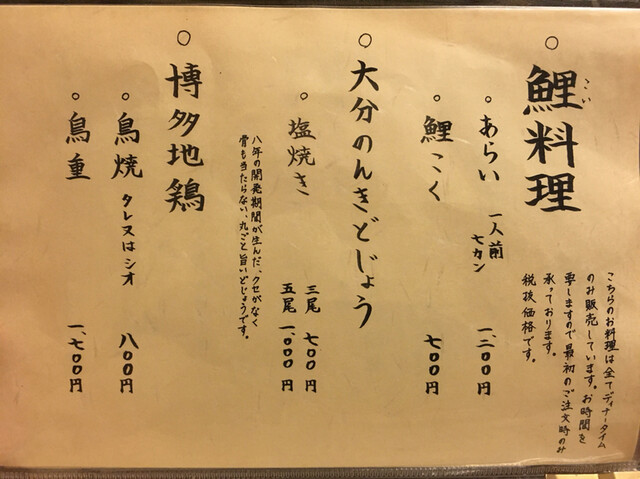 ○ 鯉料理
こい
こちらのお料理は全てディナータイム
のみ販売しています。お時間を
要しますので最初のご注文時のみ
承っております。
税抜価格です。
○ あらい 一人前 七カン 一、二〇〇円
○ 鯉こく 七〇〇円
○ 大分のんきどじょう
○ 塩焼き 三尾 七〇〇円
五尾 一、〇〇〇円
八年の開発期間が生んだ、クセがなく
骨も当たらない、丸ごと旨いどじょうです。
○ 博多地鶏
○ 鳥焼 タレ又はシオ 八〇〇円
○ 鳥重 一、七〇〇円